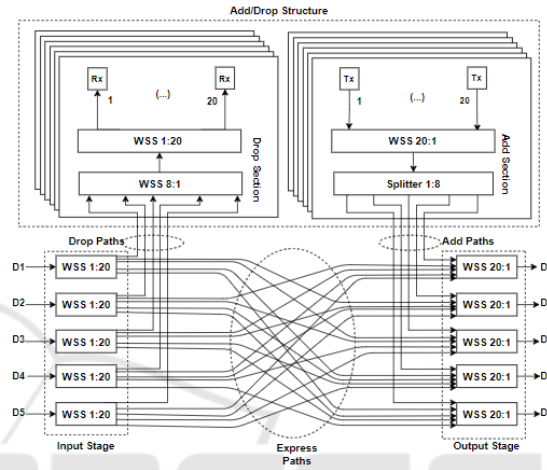 Add/Drop Structure
Rx
(...)
Rx
1
20
WSS 1:20
WSS 8:1
Drop Section
Tx
(...)
Tx
1
20
WSS 20:1
Splitter 1:8
Add Section
Drop Paths
Add Paths
D1
WSS 1:20
WSS 20:1
D
D2
WSS 1:20
WSS 20:1
D
D3
WSS 1:20
WSS 20:1
D
D4
WSS 1:20
WSS 20:1
D
D5
WSS 1:20
WSS 20:1
D
Input Stage
Express
Paths
Output Stage